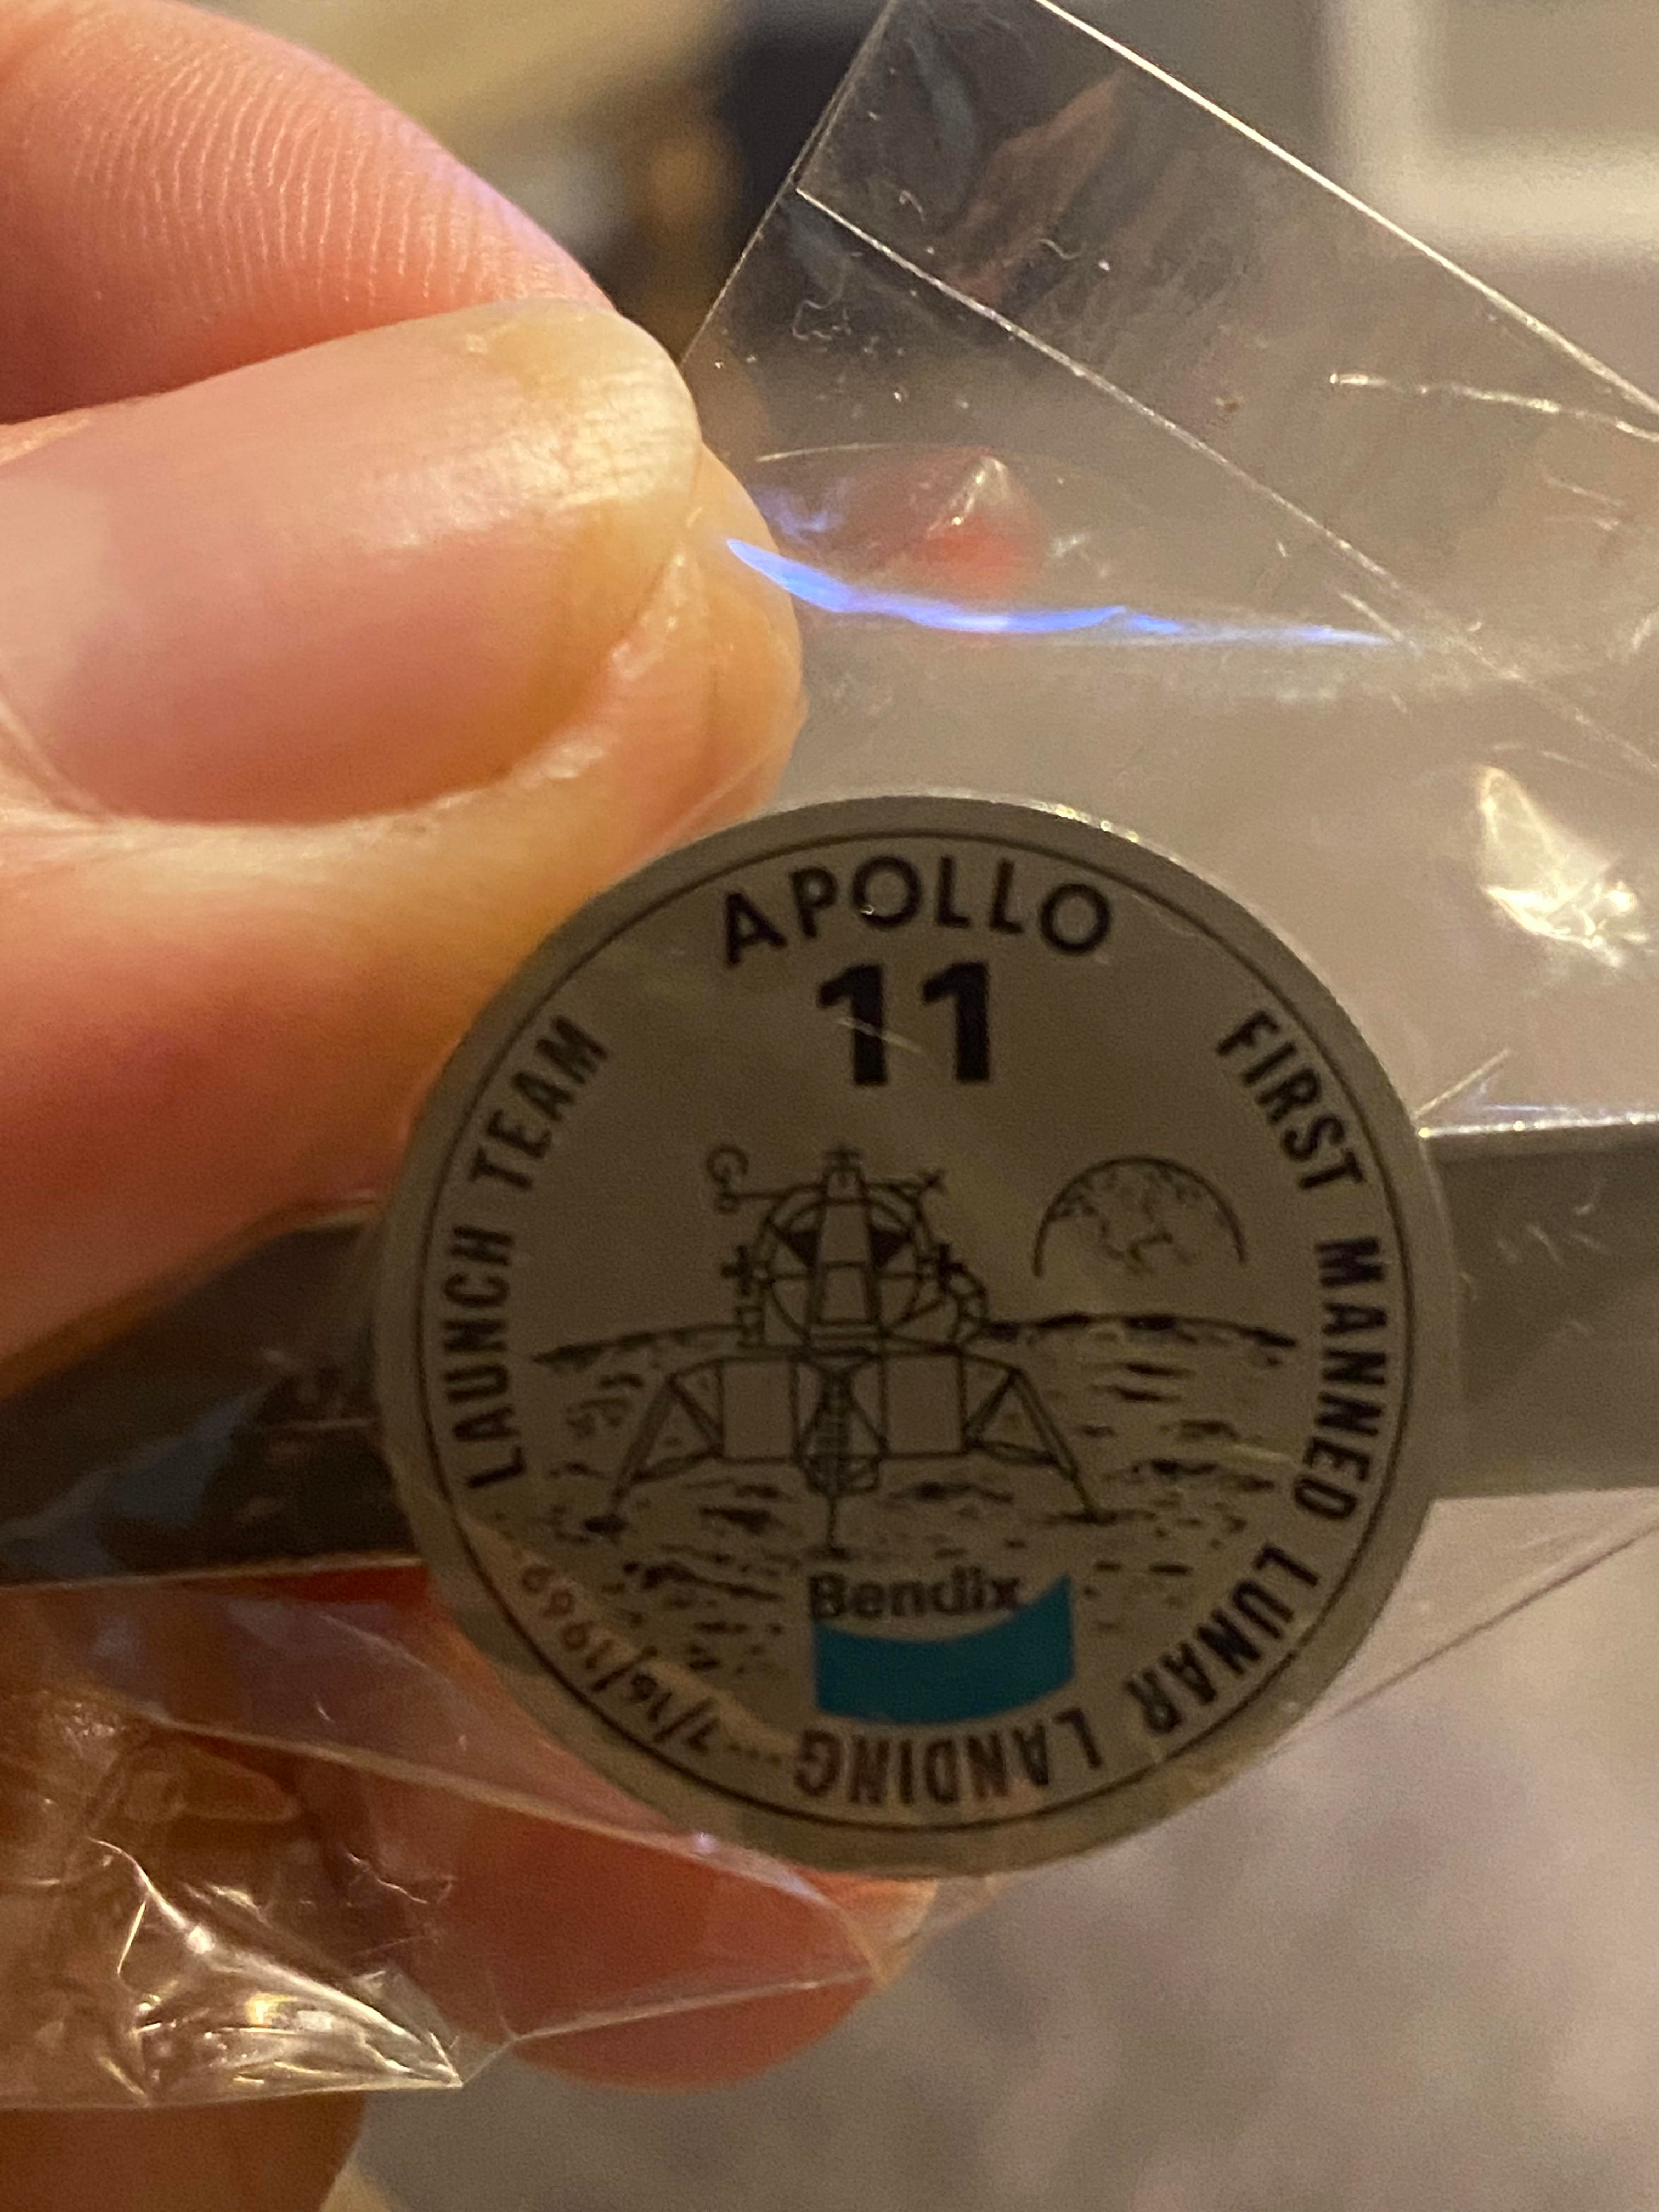 APOLLO
11
LAUNCH TEAM
FIRST MANNED LUNAR LANDING....7/16/1969...
Bendix